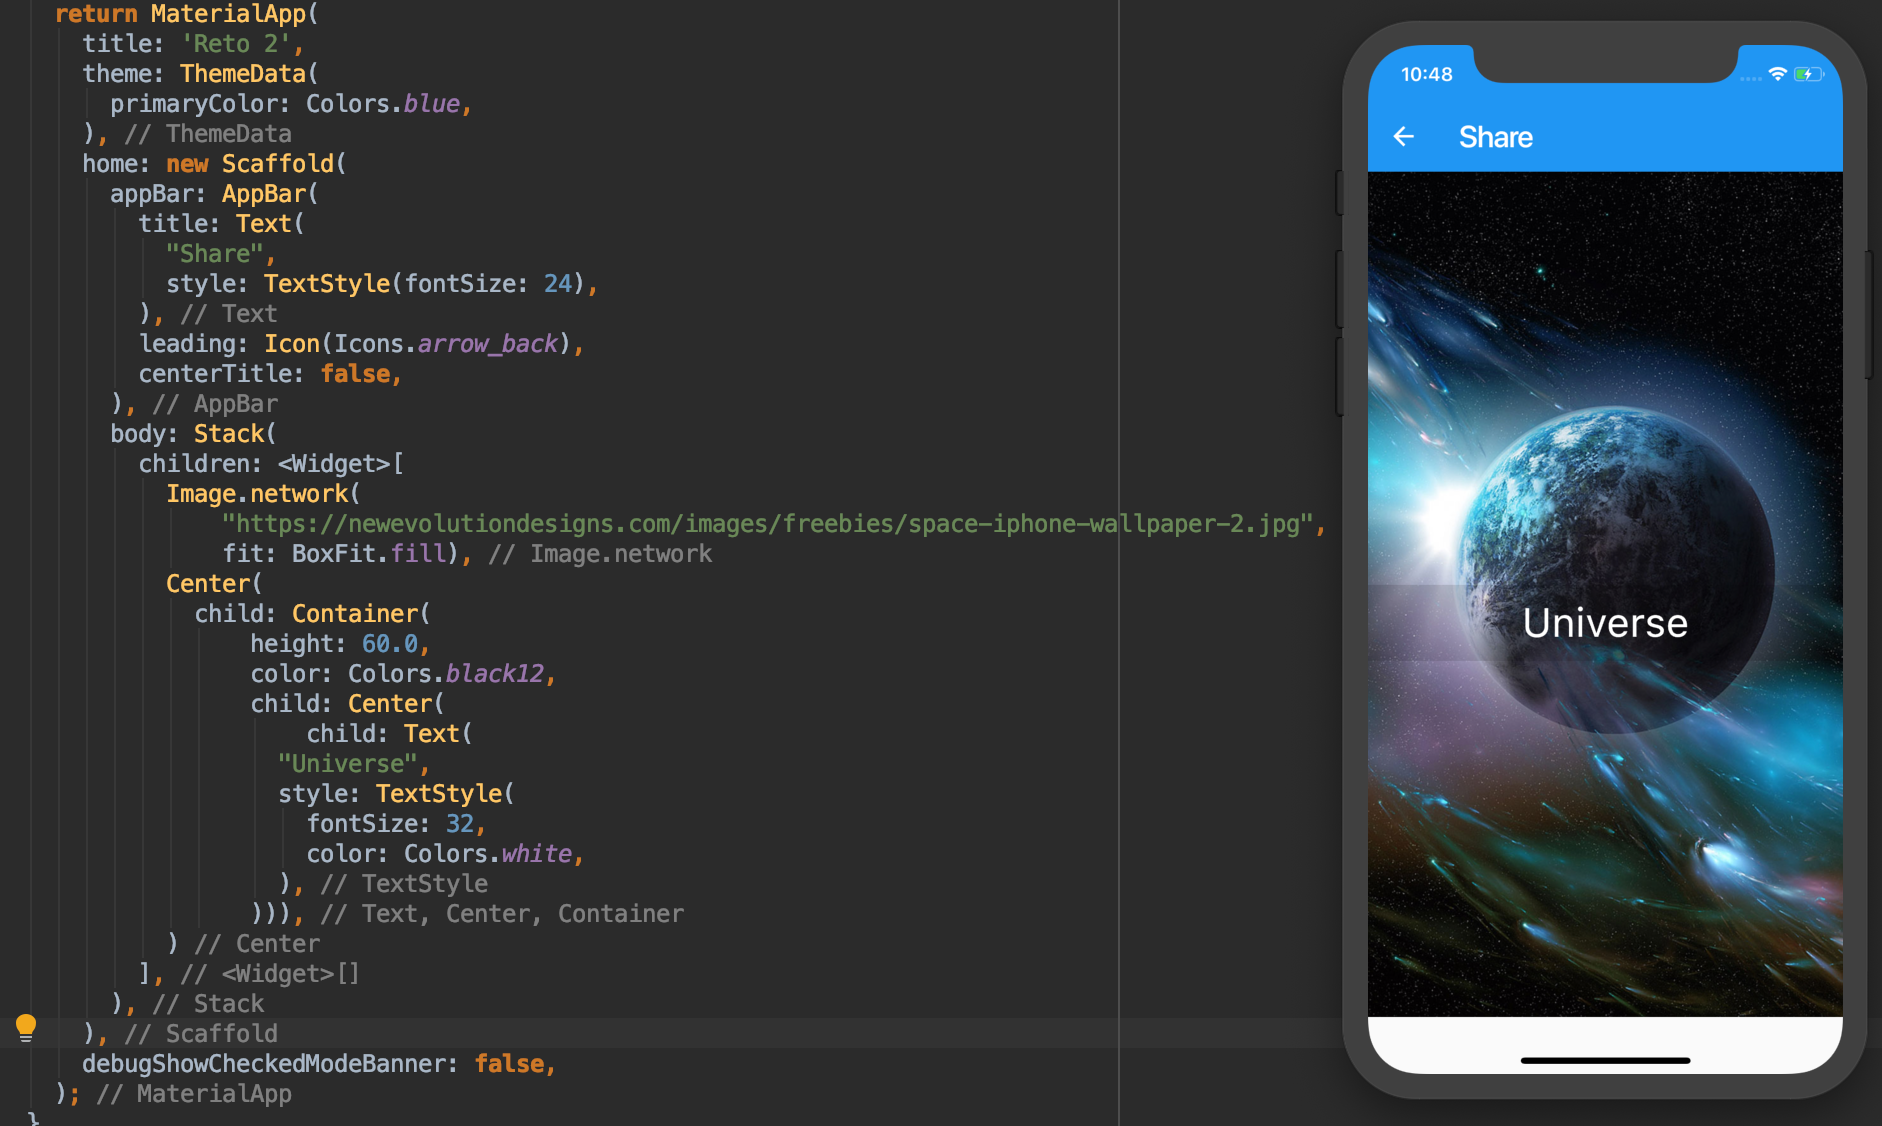 return MaterialApp(
title: 'Reto 2',
theme: ThemeData(
primaryColor: Colors.blue,
), // ThemeData
home: new Scaffold(
appBar: AppBar(
title: Text(
"Share",
style: TextStyle(fontSize: 24),
), // Text
leading: Icon(Icons.arrow_back),
centerTitle: false,
), // AppBar
body: Stack(
children: <Widget>[
Image.network(
"https://newevolutiondesigns.com/images/freebies/space-iphone-wallpaper-2.jpg",
fit: BoxFit.fill), // Image.network
Center(
child: Container(
height: 60.0,
color: Colors.black12,
child: Center(
child: Text(
"Universe",
style: TextStyle(
fontSize: 32,
color: Colors.white,
), // TextStyle
))), // Text, Center, Container
) // Center
], // <Widget>[]
), // Stack
), // Scaffold
debugShowCheckedModeBanner: false,
); // MaterialApp
}
10:48
Share
Universe